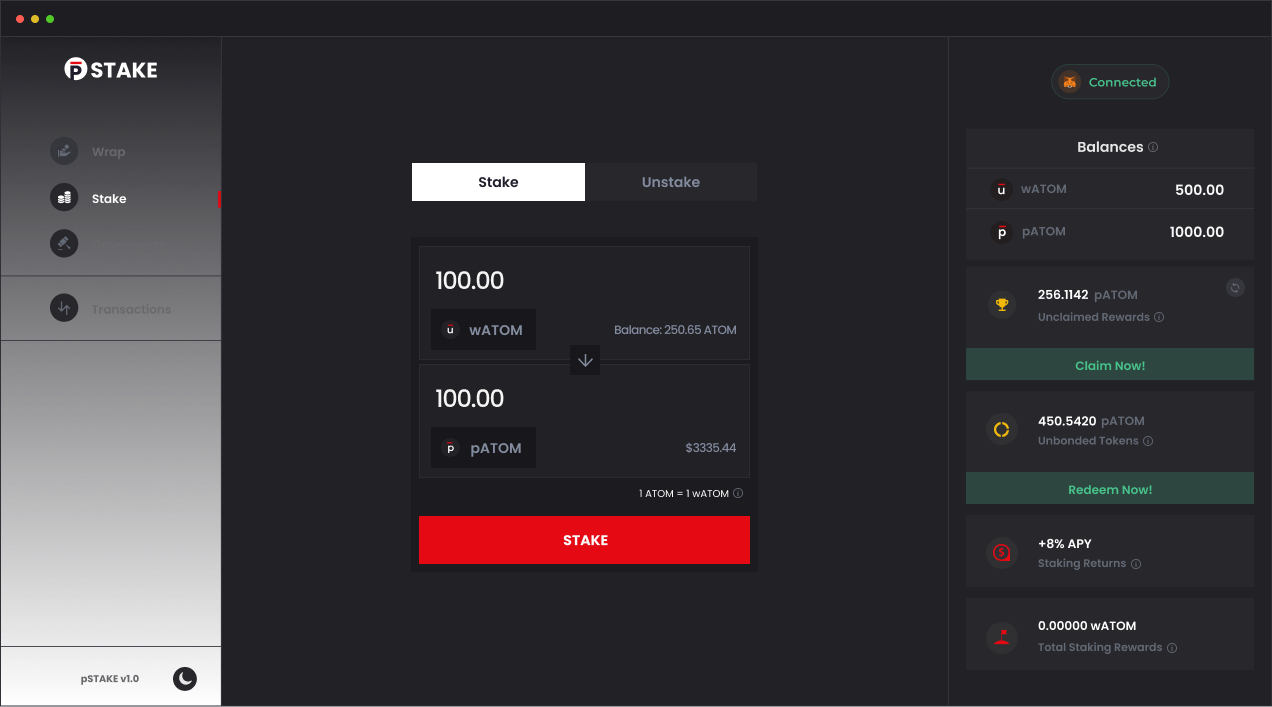 pSTAKE
Wrap
Stake
Transactions
pSTAKE v1.0
Stake
Unstake
100.00
u wATOM
Balance: 250.65 ATOM
100.00
p pATOM
$3335.44
1 ATOM = 1 wATOM
STAKE
Connected
Balances
u wATOM
500.00
p pATOM
1000.00
256.1142 pATOM
Unclaimed Rewards
Claim Now!
450.5420 pATOM
Unbonded Tokens
Redeem Now!
+8% APY
Staking Returns
0.00000 wATOM
Total Staking Rewards